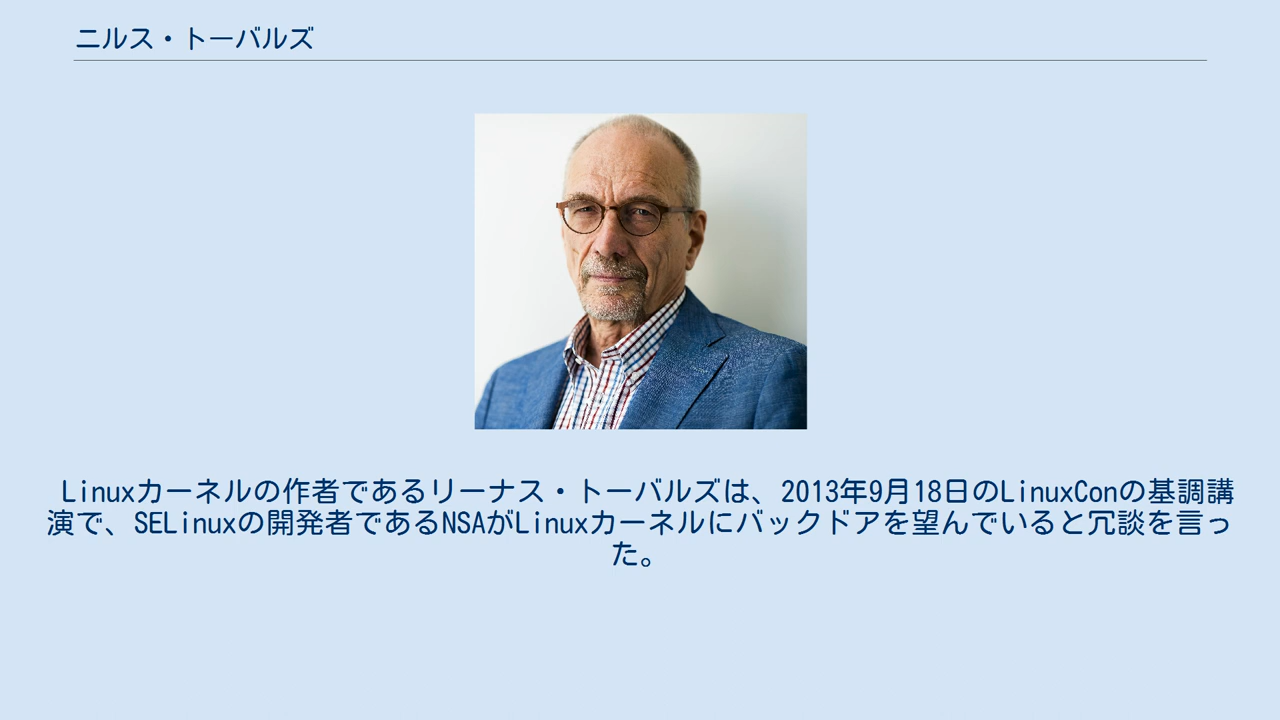 ニルス・トーバルズ
Linuxカーネルの作者であるリーナス・トーバルズは、2013年9月18日のLinuxConの基調講
演で、SELinuxの開発者であるNSAがLinuxカーネルにバックドアを望んでいると冗談を言っ
た。